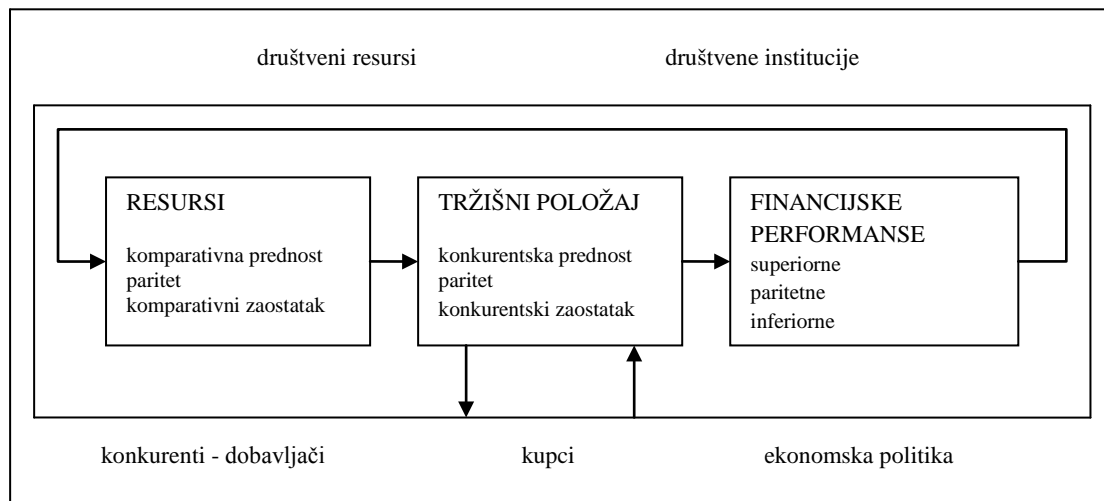 društveni resursi
društvene institucije
RESURSI
komparativna prednost
paritet
komparativni zaostatak
TRŽIŠNI POLOŽAJ
konkurentska prednost
paritet
konkurentski zaostatak
FINANCIJSKE
PERFORMANSE
superiorne
paritetne
inferiorne
konkurenti - dobavljači
kupci
ekonomska politika